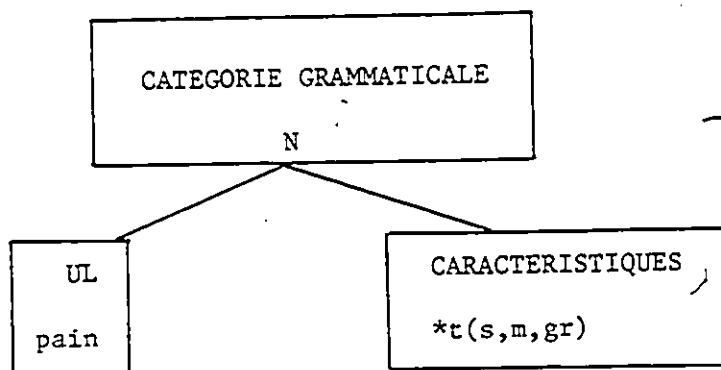 CATEGORIE GRAMMATICALE
N
UL
pain
CARACTERISTIQUES
*t(s,m,gr)